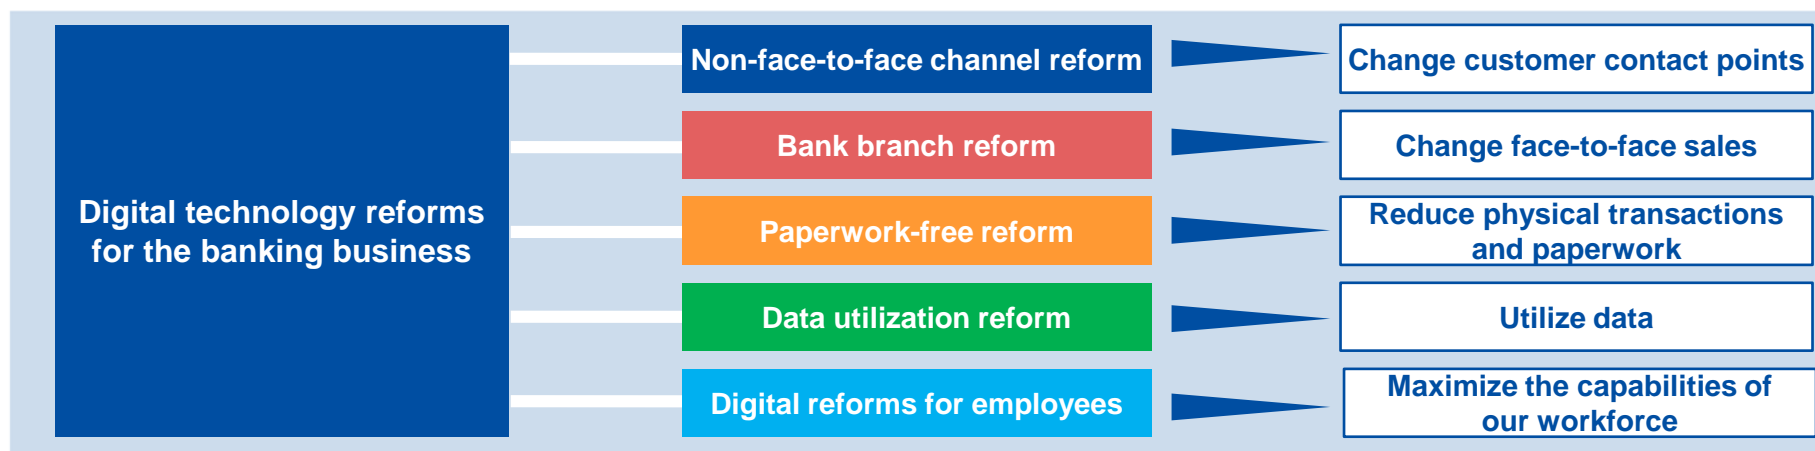 Digital technology reforms
for the banking business
Non-face-to-face channel reform
Change customer contact points
Bank branch reform
Change face-to-face sales
Paperwork-free reform
Reduce physical transactions
and paperwork
Data utilization reform
Utilize data
Digital reforms for employees
Maximize the capabilities of
our workforce